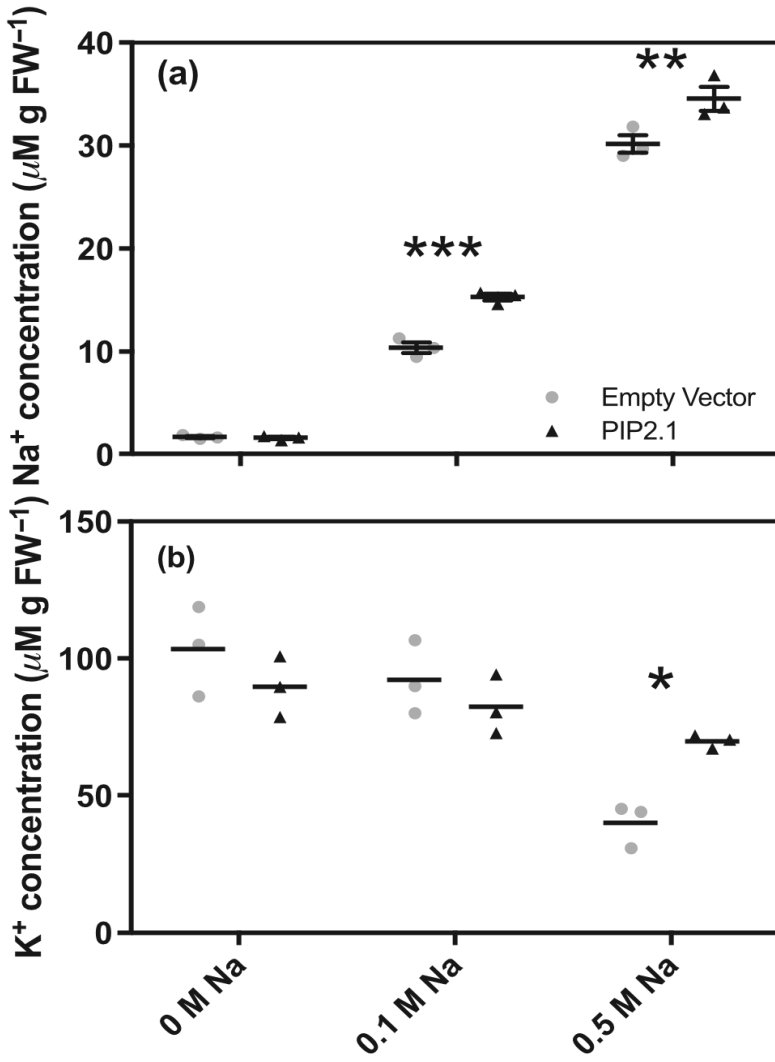 Na⁺ concentration (μM g FW⁻¹)
40
30
20
10
0
(a)
**
***
Empty Vector
PIP2.1
K⁺ concentration (μM g FW⁻¹)
150
100
50
0
(b)
*
0 M Na
0.1 M Na
0.5 M Na